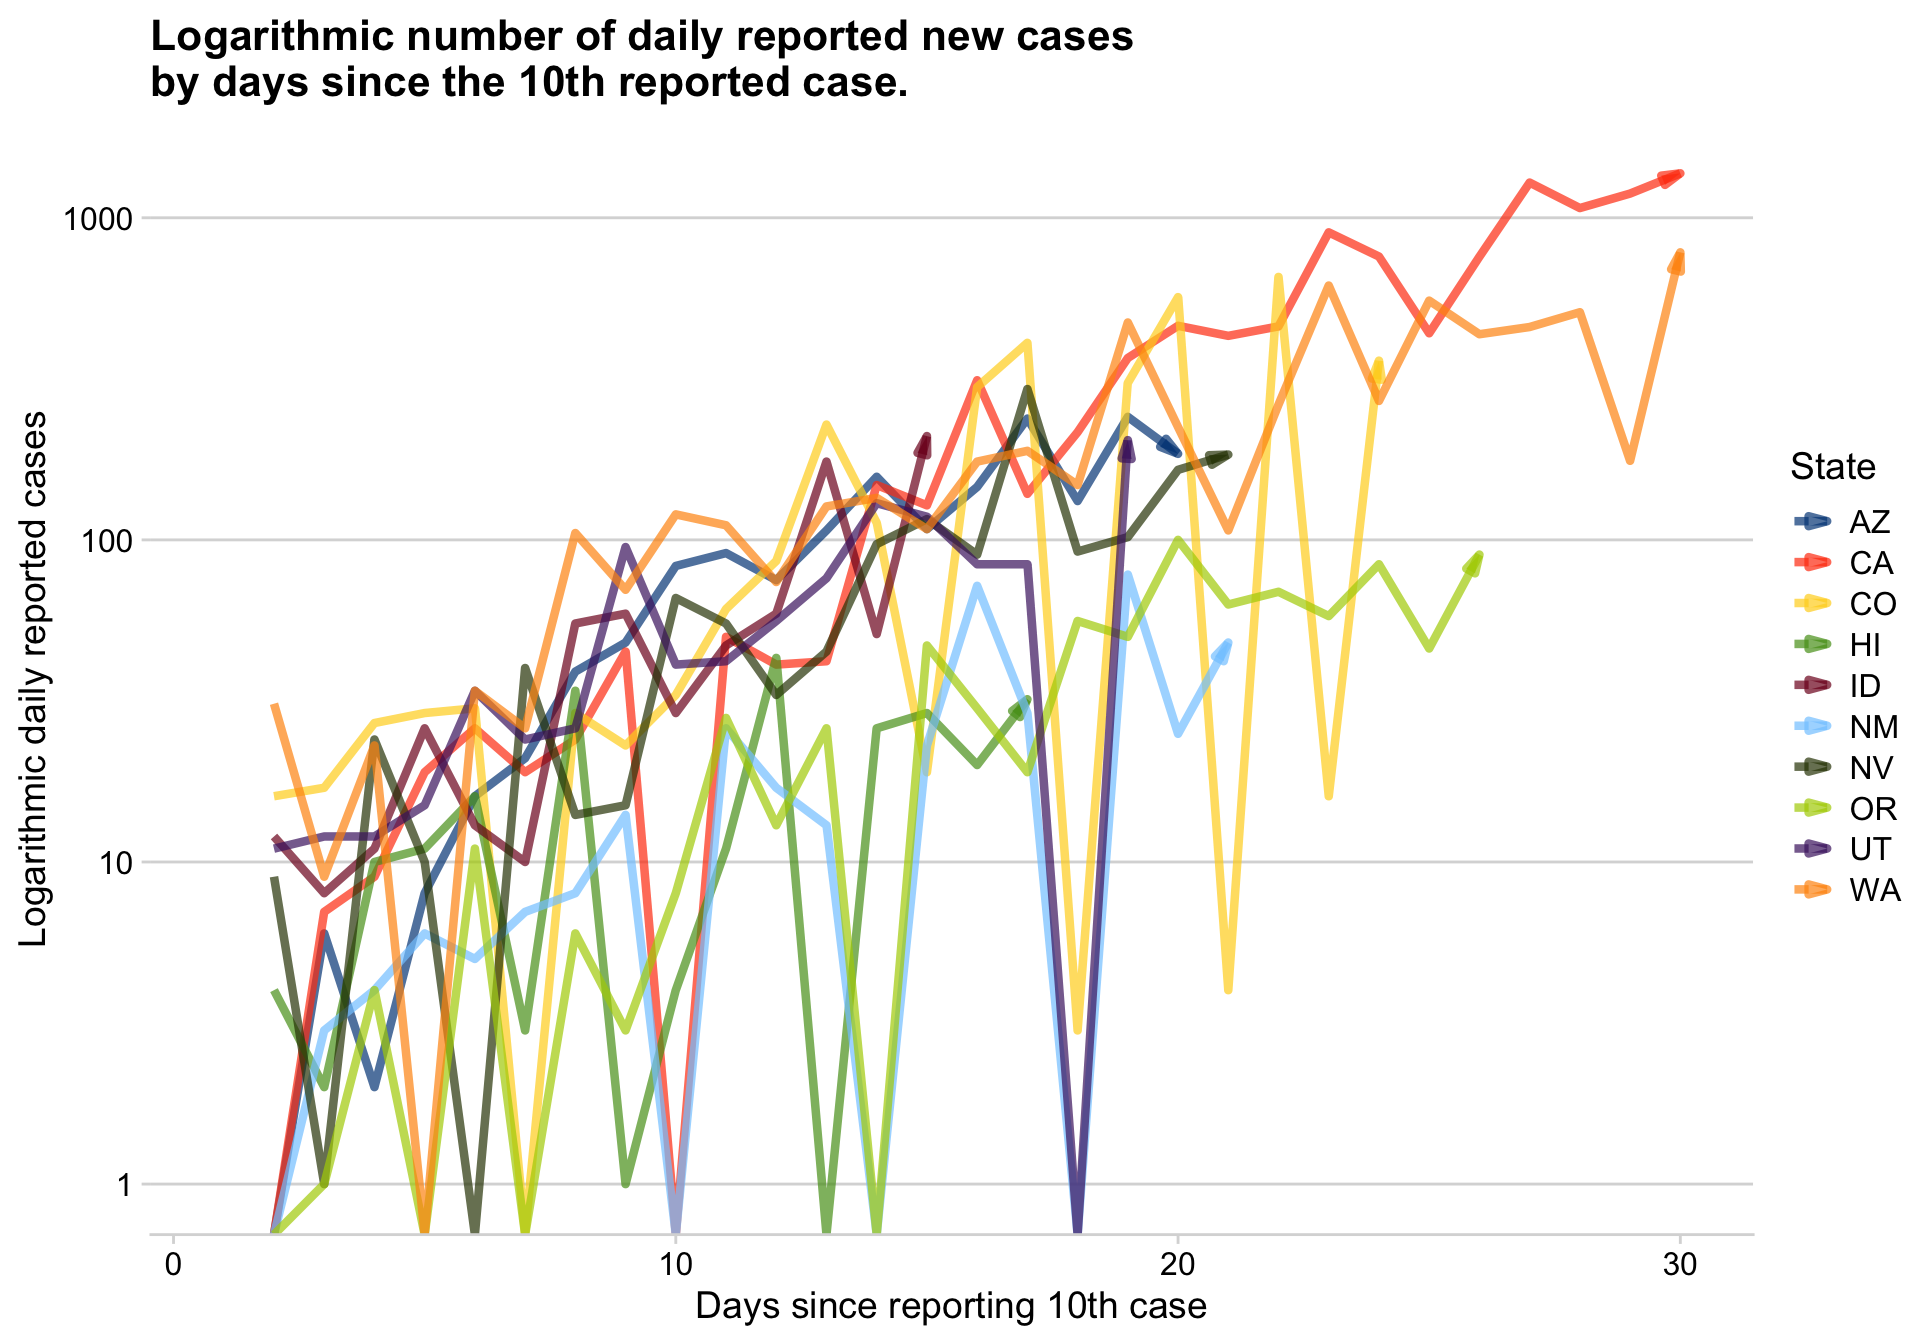 Logarithmic number of daily reported new cases
by days since the 10th reported case.
Logarithmic daily reported cases
1000
100
10
1
0
10
20
30
Days since reporting 10th case
State
AZ
CA
CO
HI
ID
NM
NV
OR
UT
WA